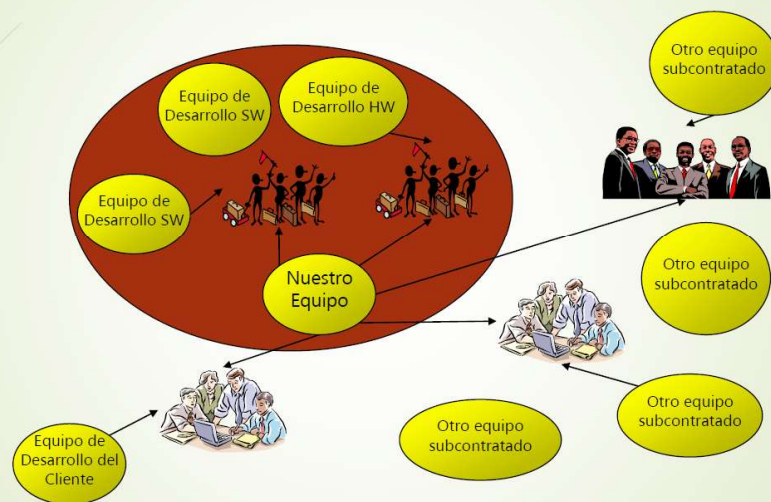 Otro equipo
subcontratado
Equipo de
Desarrollo SW
Equipo de
Desarrollo HW
Equipo de
Desarrollo SW
Nuestro
Equipo
Otro equipo
subcontratado
Otro equipo
subcontratado
Otro equipo
subcontratado
Equipo de
Desarrollo del
Cliente